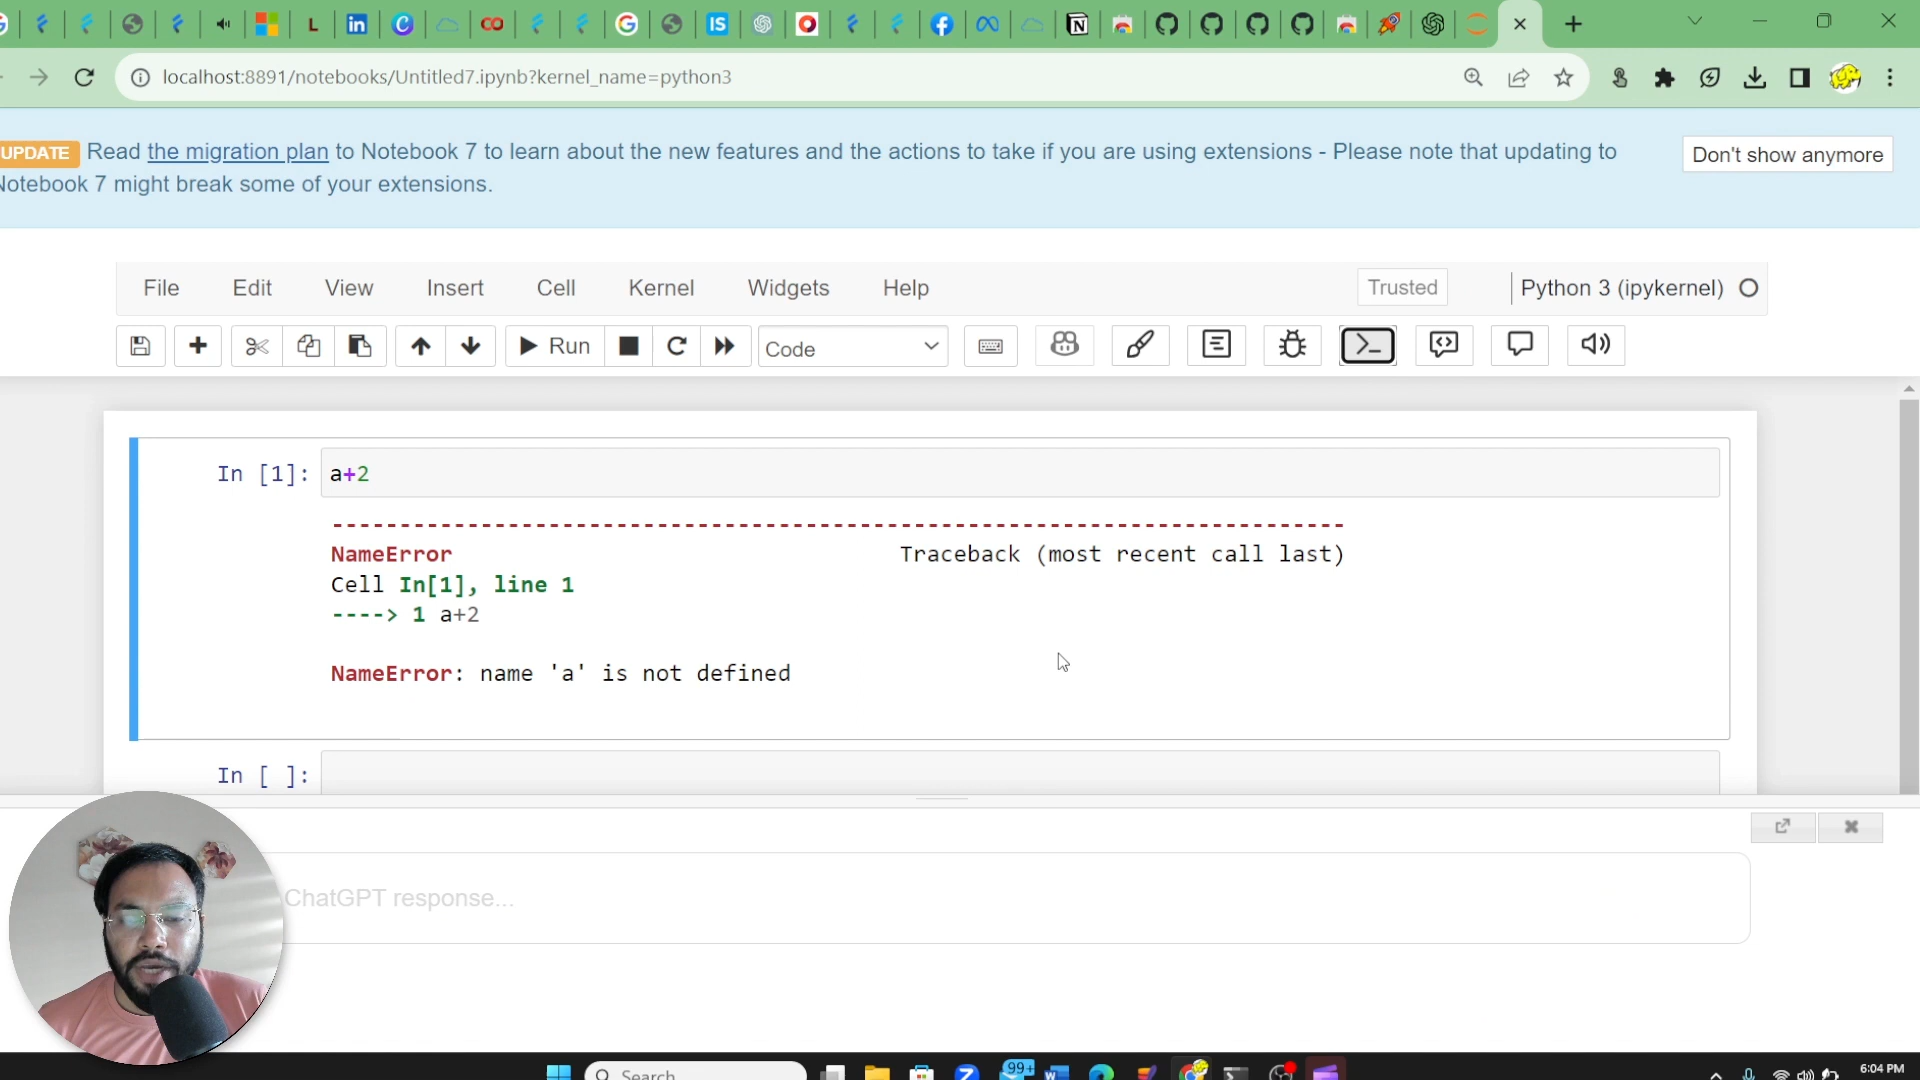 localhost:8891/notebooks/Untitled7.ipynb?kernel_name=python3
UPDATE Read the migration plan to Notebook 7 to learn about the new features and the actions to take if you are using extensions - Please note that updating to
Notebook 7 might break some of your extensions.
Don't show anymore
File Edit View Insert Cell Kernel Widgets Help
Trusted
Python 3 (ipykernel)
Run
Code
In [1]: a+2
NameError Traceback (most recent call last)
Cell In[1], line 1
----> 1 a+2
NameError: name 'a' is not defined
In [ ]:
ChatGPT response...
Search
99+
6:04 PM